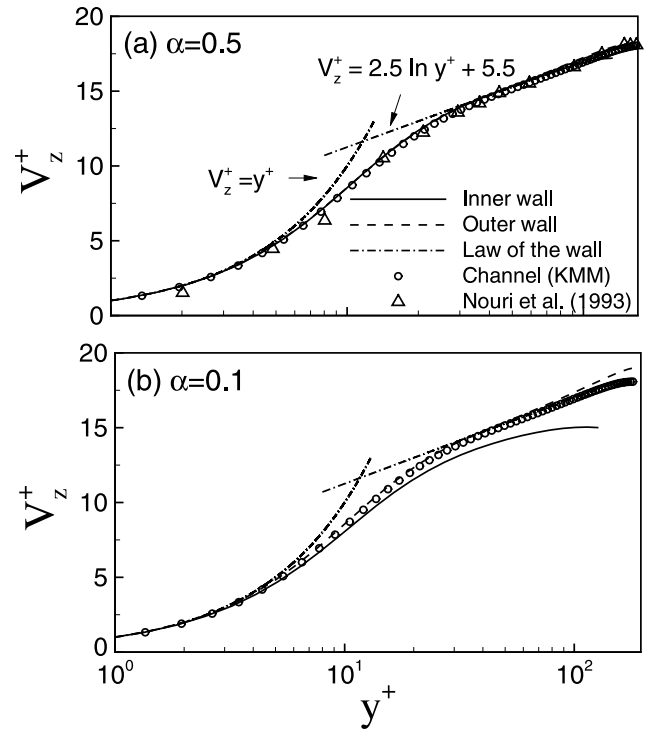 20
(a) α=0.5
V_z^+ = 2.5 ln y^+ + 5.5
15
V_z^+
10
V_z^+ =y^+
Inner wall
Outer wall
5
Law of the wall
Channel (KMM)
Nouri et al. (1993)
0
20
(b) α=0.1
15
V_z^+
10
5
0
10^0 10^1 10^2
y^+